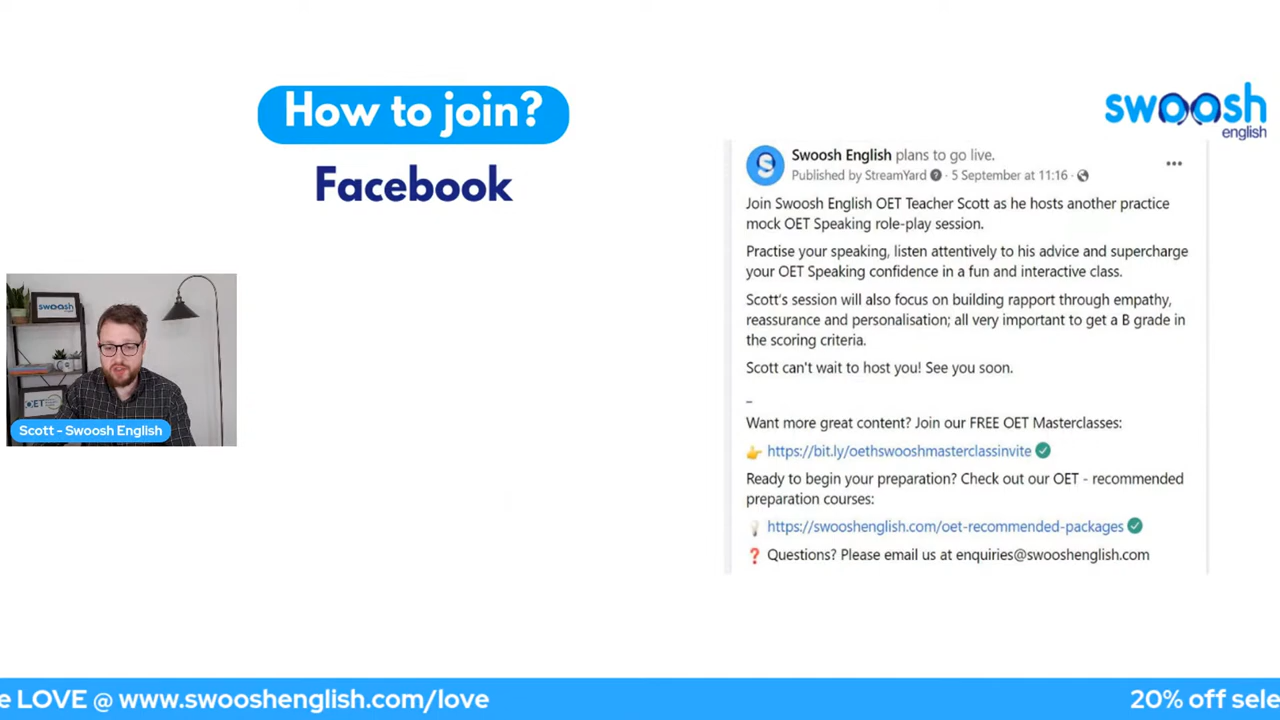 How to join?
Facebook
swoosh
english
Swoosh English plans to go live.
Published by StreamYard · 5 September at 11:16 ·
Join Swoosh English OET Teacher Scott as he hosts another practice
mock OET Speaking role-play session.
Practise your speaking, listen attentively to his advice and supercharge
your OET Speaking confidence in a fun and interactive class.
Scott's session will also focus on building rapport through empathy,
reassurance and personalisation; all very important to get a B grade in
the scoring criteria.
Scott can't wait to host you! See you soon.
_
Want more great content? Join our FREE OET Masterclasses:
👉 https://bit.ly/oethswooshmasterclassinvite
Ready to begin your preparation? Check out our OET - recommended
preparation courses:
💡 https://swooshenglish.com/oet-recommended-packages
❓ Questions? Please email us at enquiries@swooshenglish.com
swoosh
OET
Scott - Swoosh English
e LOVE @ www.swooshenglish.com/love
20% off sele